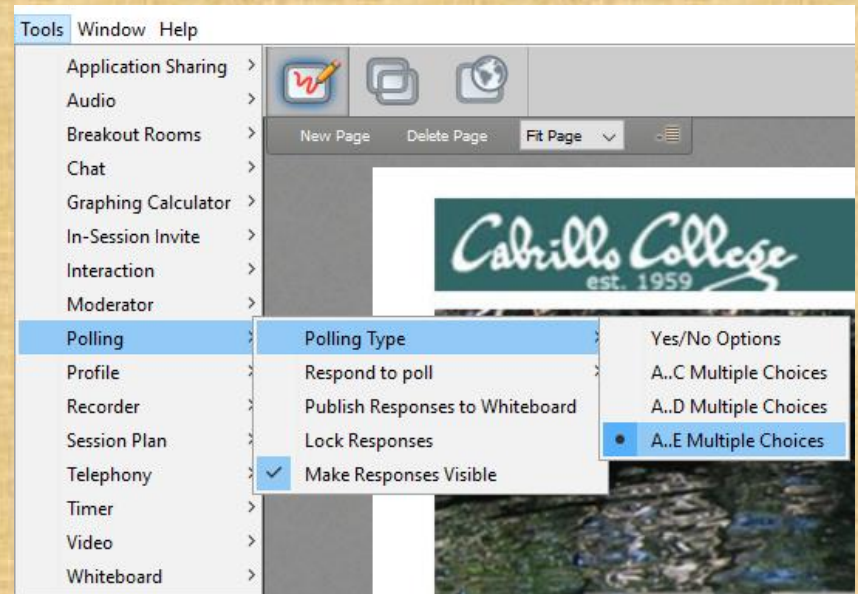 Tools Window Help
Application Sharing
Audio
Breakout Rooms
Chat
Graphing Calculator
In-Session Invite
Interaction
Moderator
Polling
Profile
Recorder
Session Plan
Telephony
Timer
Video
Whiteboard
New Page Delete Page Fit Page
Cabrillo College
est. 1959
Polling Type
Respond to poll
Publish Responses to Whiteboard
Lock Responses
Make Responses Visible
Yes/No Options
A..C Multiple Choices
A..D Multiple Choices
A..E Multiple Choices